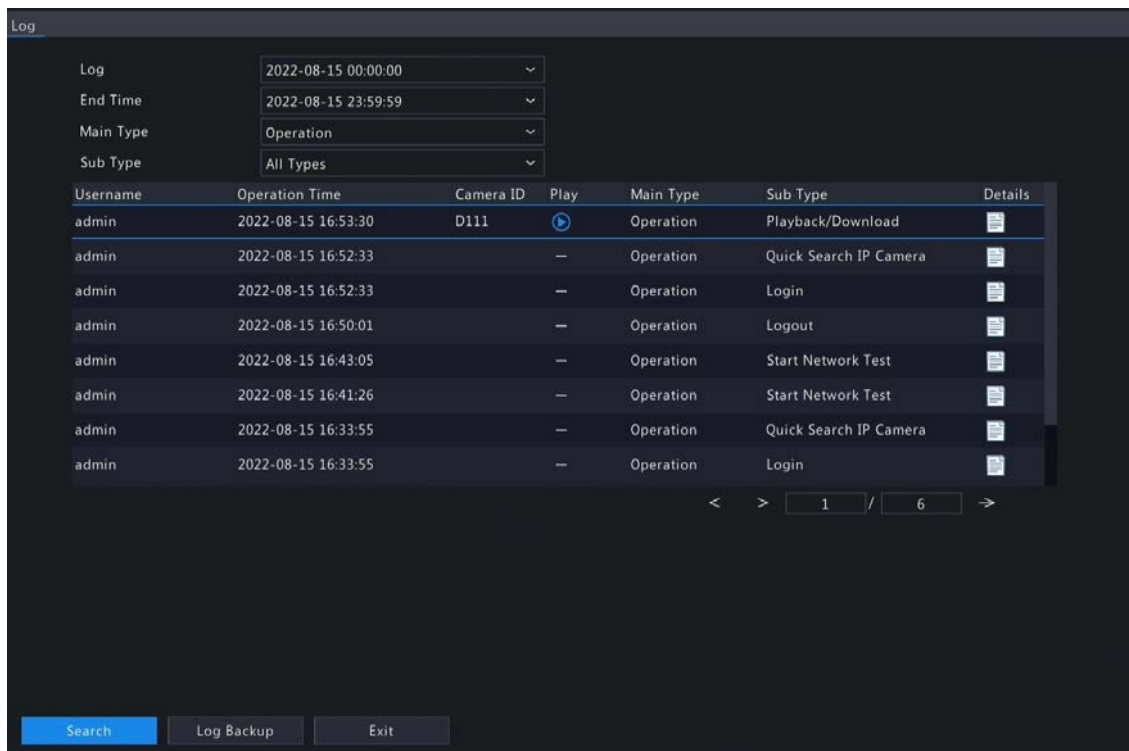 Log
Log 2022-08-15 00:00:00
End Time 2022-08-15 23:59:59
Main Type Operation
Sub Type All Types
Username Operation Time Camera ID Play Main Type Sub Type Details
admin 2022-08-15 16:53:30 D111 Operation Playback/Download
admin 2022-08-15 16:52:33 — Operation Quick Search IP Camera
admin 2022-08-15 16:52:33 — Operation Login
admin 2022-08-15 16:50:01 — Operation Logout
admin 2022-08-15 16:43:05 — Operation Start Network Test
admin 2022-08-15 16:41:26 — Operation Start Network Test
admin 2022-08-15 16:33:55 — Operation Quick Search IP Camera
admin 2022-08-15 16:33:55 — Operation Login
< > 1 / 6 →
Search Log Backup Exit